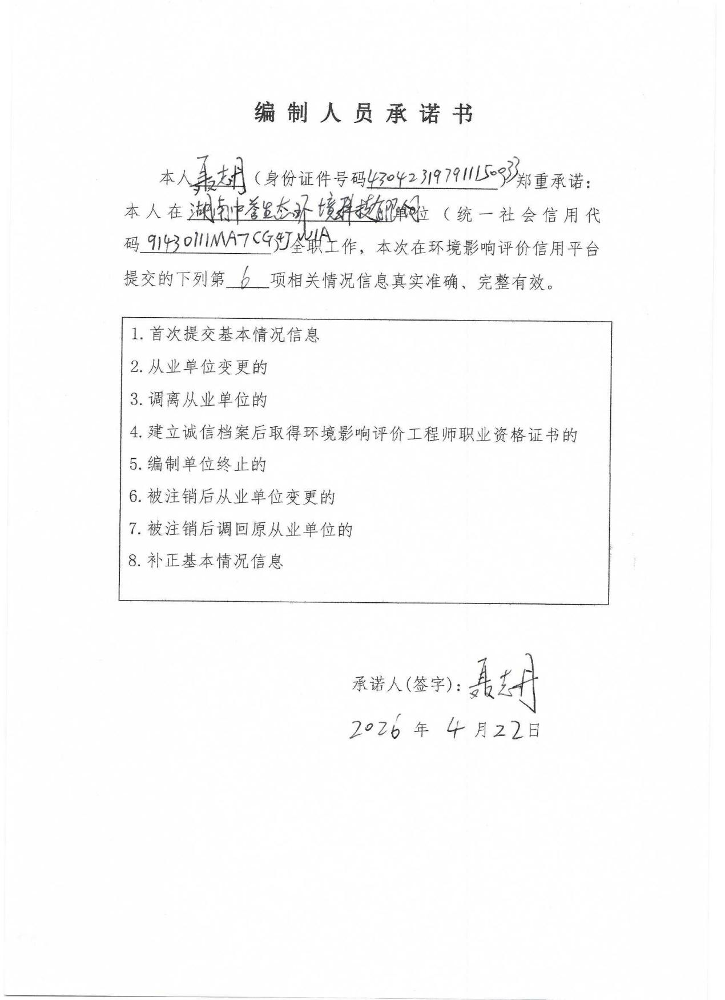 编制人员承诺书
本人聂志丹（身份证件号码430423197911150033）郑重承诺：
本人在湖南中誉生态环境科技有限公司单位（统一社会信用代
码91430111MA7CG4JW1A）全职工作，本次在环境影响评价信用平台
提交的下列第6项相关情况信息真实准确、完整有效。
1.首次提交基本情况信息
2.从业单位变更的
3.调离从业单位的
4.建立诚信档案后取得环境影响评价工程师职业资格证书的
5.编制单位终止的
6.被注销后从业单位变更的
7.被注销后调回原从业单位的
8.补正基本情况信息
承诺人(签字)：聂志丹
2026年4月22日